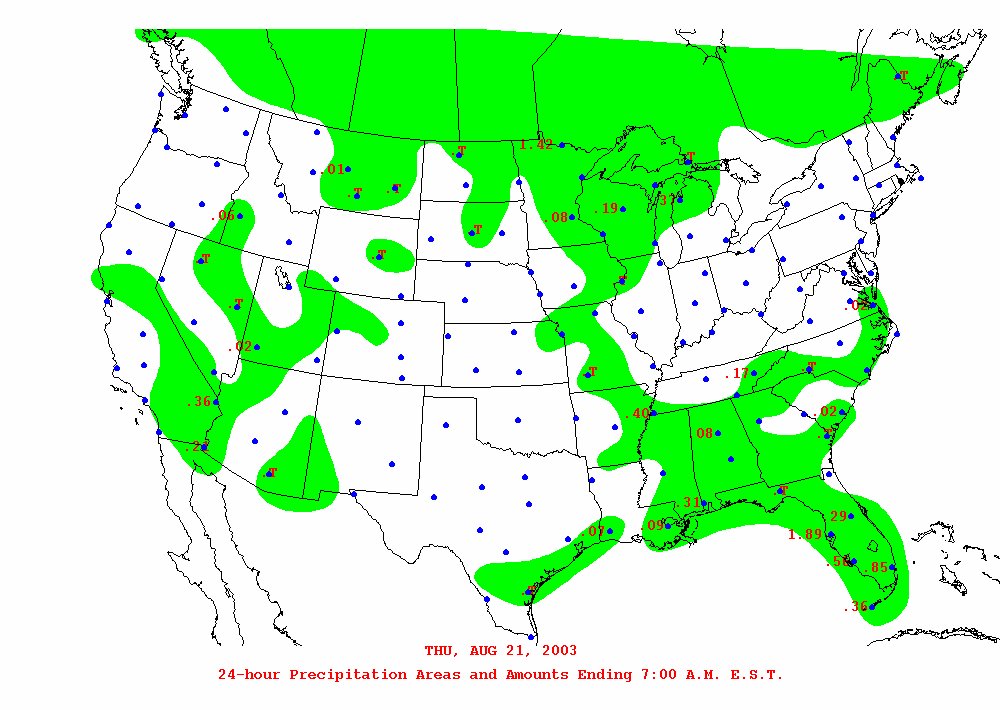 .T
1.42
.T
.T
.01
.T
.T
.31
.19
.06
.08
.T
.T
.T
.T
.T
.02
.02
.T
.T
.17
.36
.40
.02
.08
.T
.22
.T
.T
.31
.29
.09
.07
1.89
.85
.T
.36
THU, AUG 21, 2003
24-hour Precipitation Areas and Amounts Ending 7:00 A.M. E.S.T.